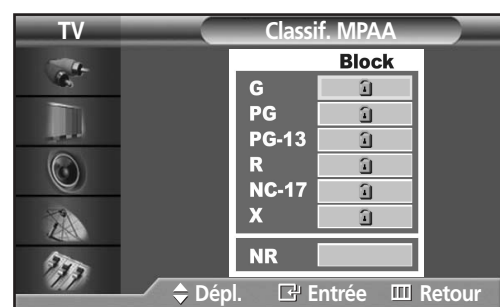 TV Classif. MPAA
Block
G
PG
PG-13
R
NC-17
X
NR
Dépl. Entrée Retour